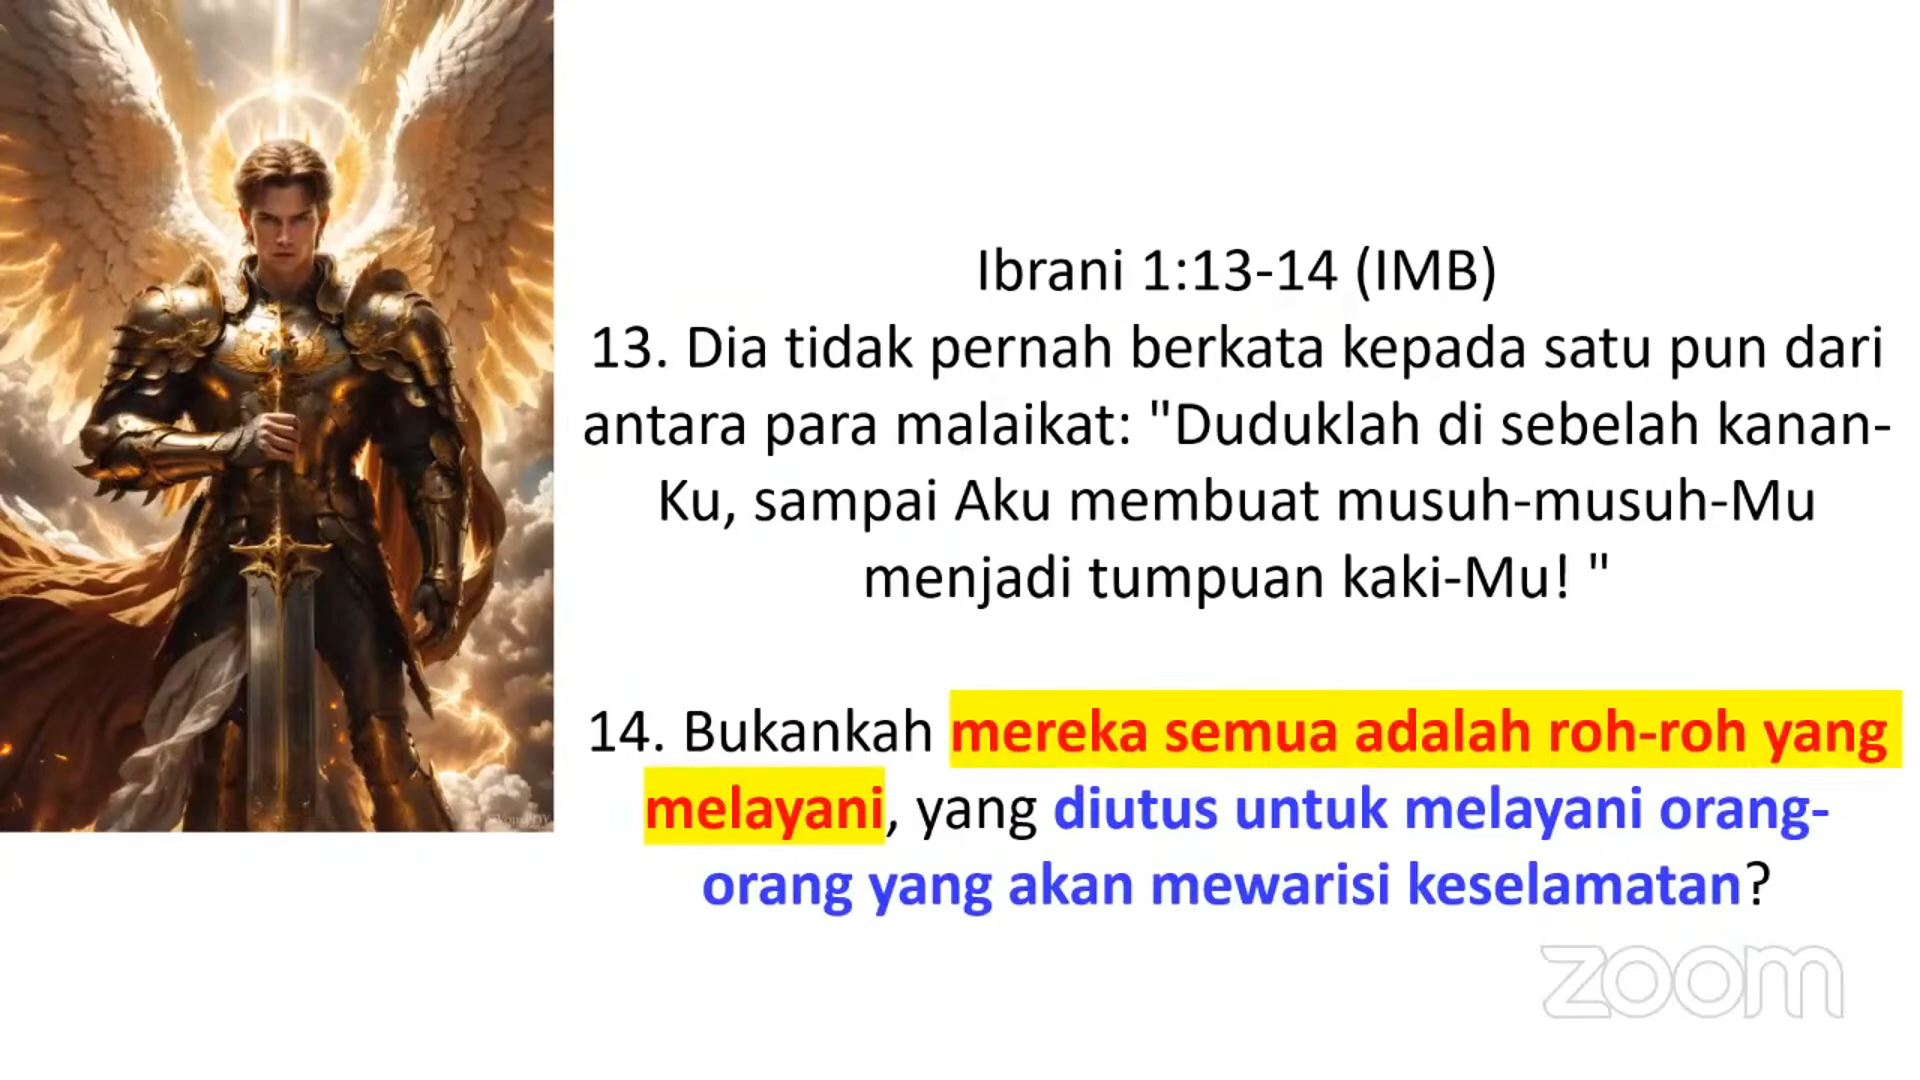 Ibrani 1:13-14 (IMB)
13. Dia tidak pernah berkata kepada satu pun dari
antara para malaikat: "Duduklah di sebelah kanan-
Ku, sampai Aku membuat musuh-musuh-Mu
menjadi tumpuan kaki-Mu! "
14. Bukankah mereka semua adalah roh-roh yang
melayani, yang diutus untuk melayani orang-
orang yang akan mewarisi keselamatan?
zoom